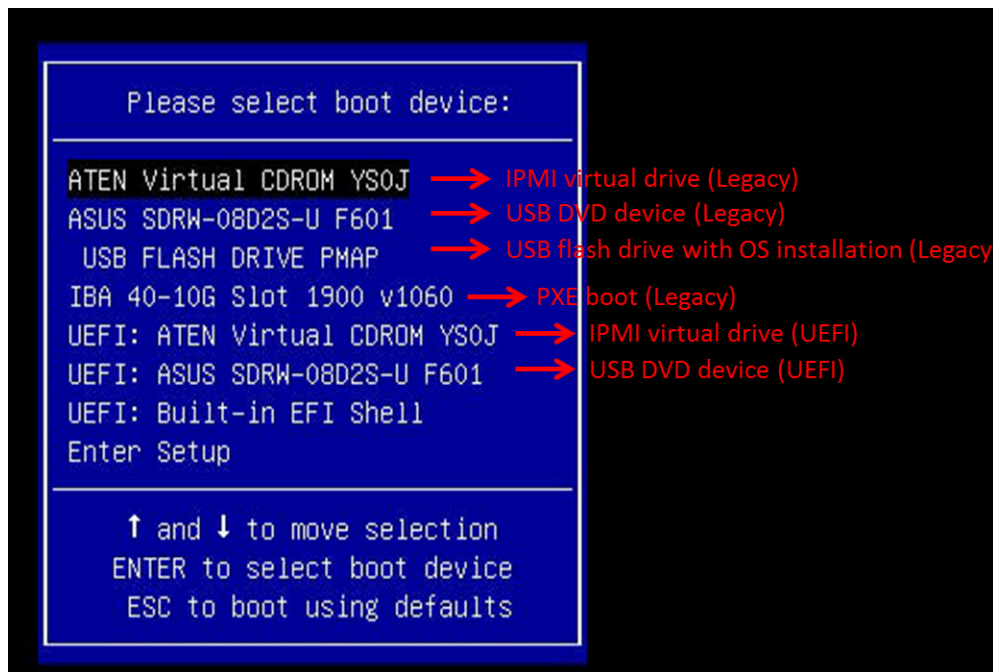 Please select boot device:
ATEN Virtual CDROM YS0J → IPMI virtual drive (Legacy)
ASUS SDRW-08D2S-U F601 → USB DVD device (Legacy)
USB FLASH DRIVE PMAP → USB flash drive with OS installation (Legacy
IBA 40-10G Slot 1900 v1060 → PXE boot (Legacy)
UEFI: ATEN Virtual CDROM YS0J → IPMI virtual drive (UEFI)
UEFI: ASUS SDRW-08D2S-U F601 → USB DVD device (UEFI)
UEFI: Built-in EFI Shell
Enter Setup
↑ and ↓ to move selection
ENTER to select boot device
ESC to boot using defaults